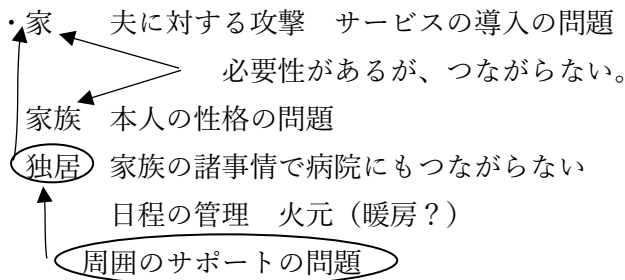 ・家　　夫に対する攻撃　サービスの導入の問題
必要性があるが、つながらない。
家族　本人の性格の問題
独居　家族の諸事情で病院にもつながらない
日程の管理　火元（暖房？）
周囲のサポートの問題